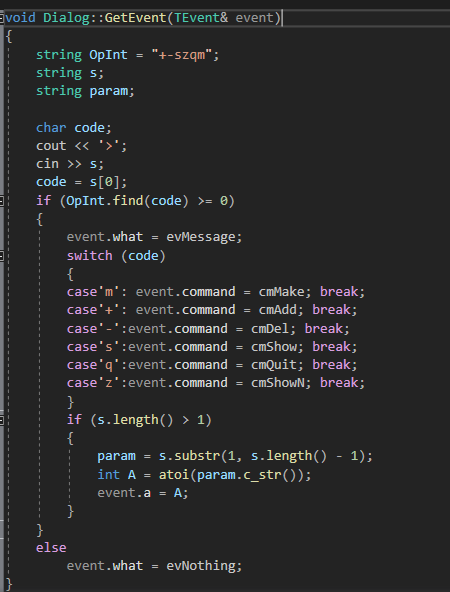 void Dialog::GetEvent(TEvent& event)
{
string OpInt = "+-szqm";
string s;
string param;
char code;
cout << '>';
cin >> s;
code = s[0];
if (OpInt.find(code) >= 0)
{
event.what = evMessage;
switch (code)
{
case'm': event.command = cmMake; break;
case'+': event.command = cmAdd; break;
case'-':event.command = cmDel; break;
case's':event.command = cmShow; break;
case'q':event.command = cmQuit; break;
case'z':event.command = cmShowN; break;
}
if (s.length() > 1)
{
param = s.substr(1, s.length() - 1);
int A = atoi(param.c_str());
event.a = A;
}
}
else
event.what = evNothing;
}